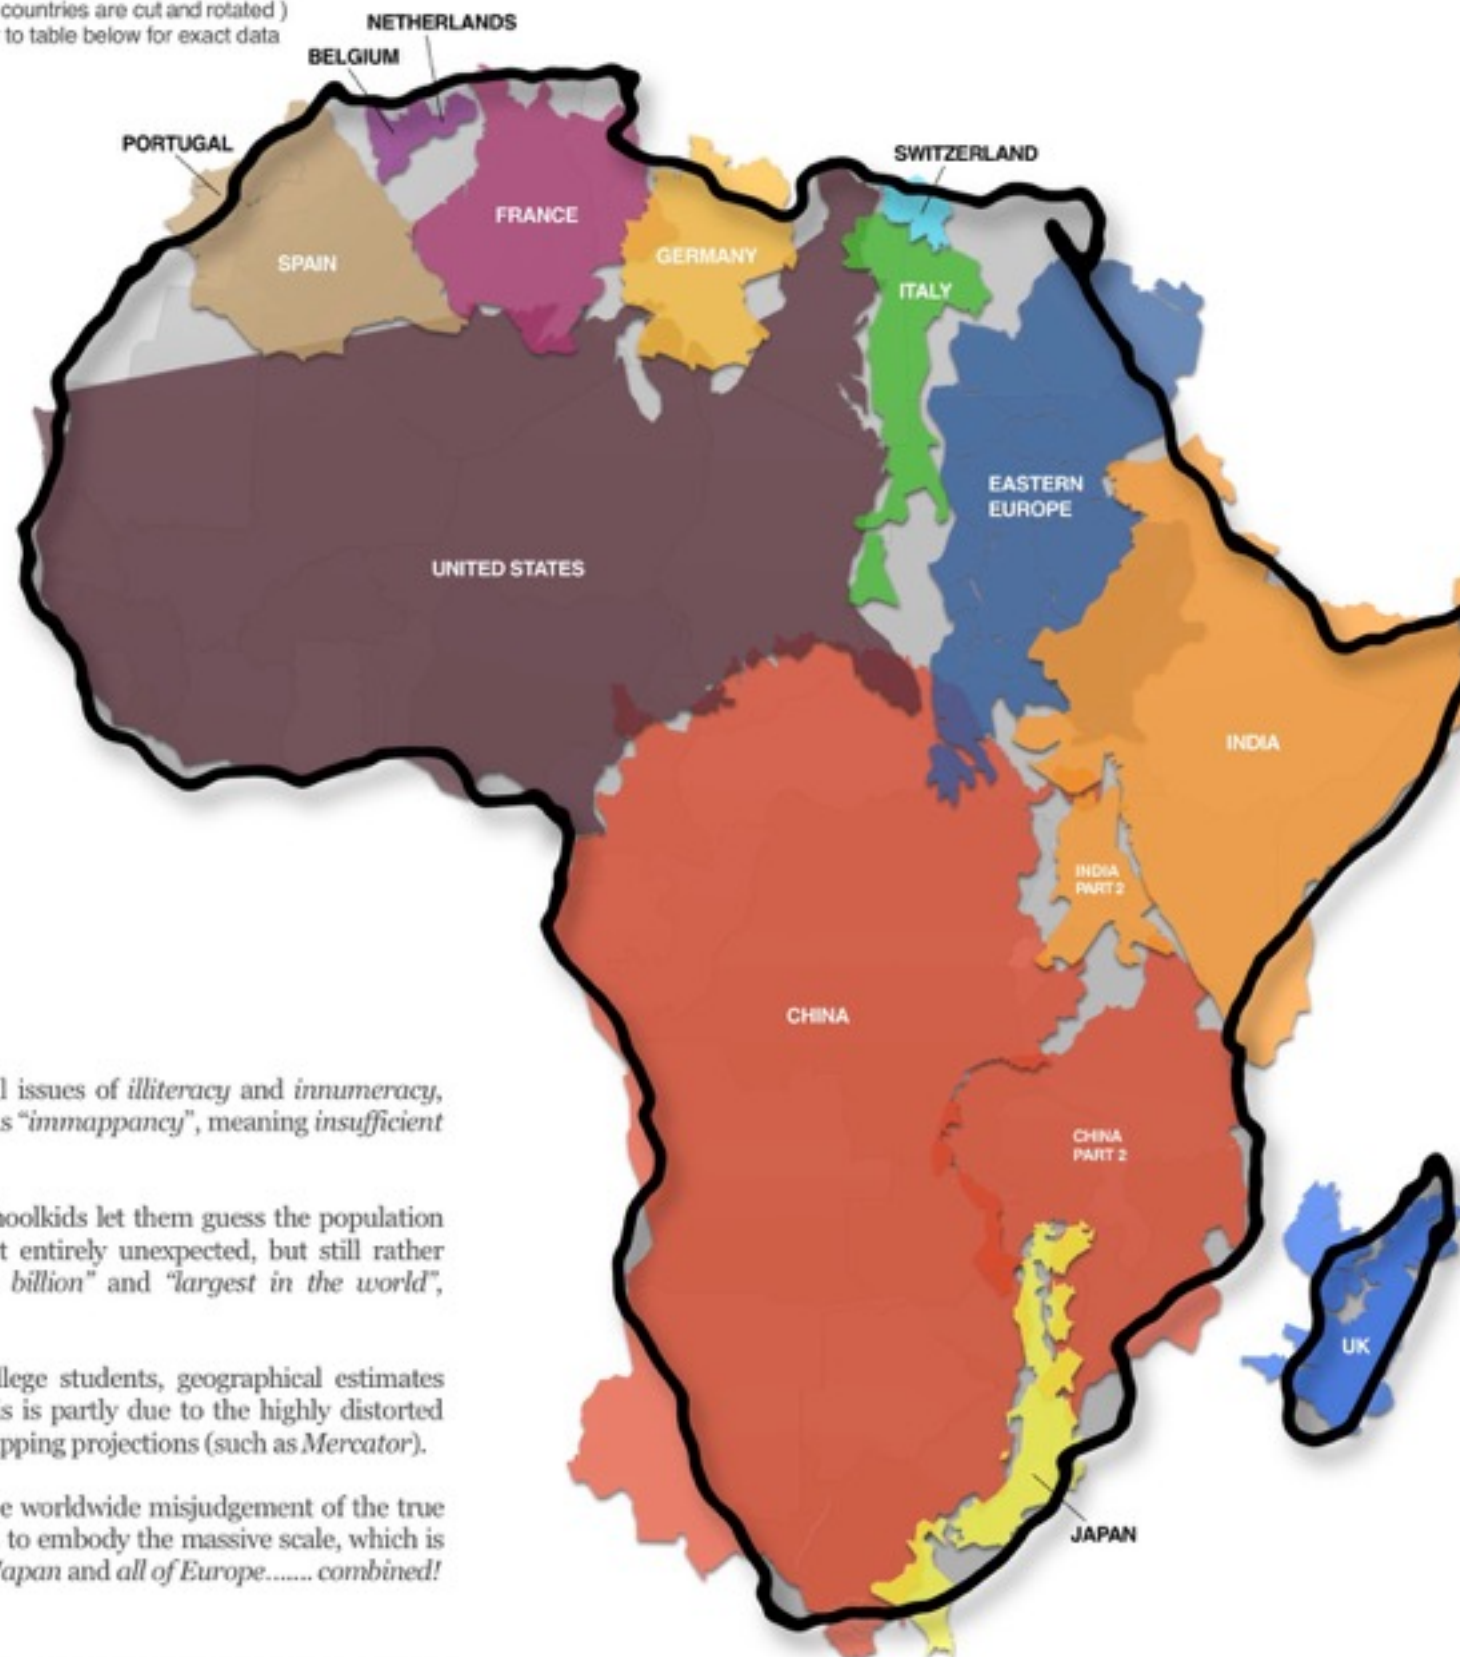 countries are cut and rotated )
to table below for exact data
NETHERLANDS
BELGIUM
PORTUGAL
SWITZERLAND
FRANCE
SPAIN
GERMANY
ITALY
EASTERN
EUROPE
UNITED STATES
INDIA
INDIA
PART 2
CHINA
CHINA
PART 2
UK
JAPAN
l issues of illiteracy and innumeracy,
s “immappancy”, meaning insufficient
let them guess the population
t entirely unexpected, but still rather
billion” and “largest in the world”,
students, geographical estimates
is is partly due to the highly distorted
projections (such as Mercator).
e worldwide misjudgement of the true
to embody the massive scale, which is
Japan and all of Europe....... combined!